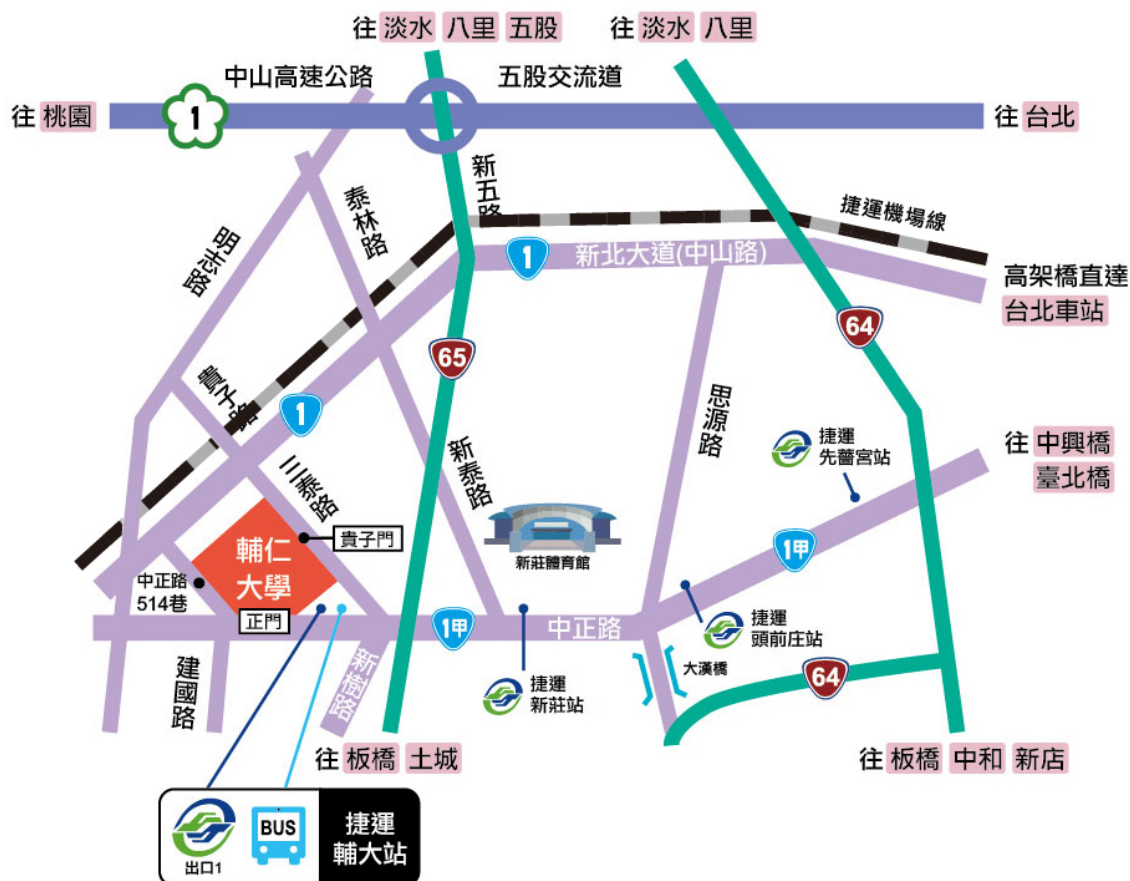 往 淡水 八里 五股
往 淡水 八里
中山高速公路
五股交流道
往 桃園
1
往 台北
新五路
泰林路
捷運機場線
明志路
1
新北大道(中山路)
高架橋直達
台北車站
64
65
貴子路
1
思源路
新泰路
捷運
先嗇宮站
往 中興橋
臺北橋
三泰路
貴子門
輔仁
大學
新莊體育館
1甲
中正路
514巷
正門
1甲
中正路
捷運
頭前庄站
建國路
新樹路
捷運
新莊站
大漢橋
64
往 板橋 土城
往 板橋 中和 新店
出口1
BUS
捷運
輔大站